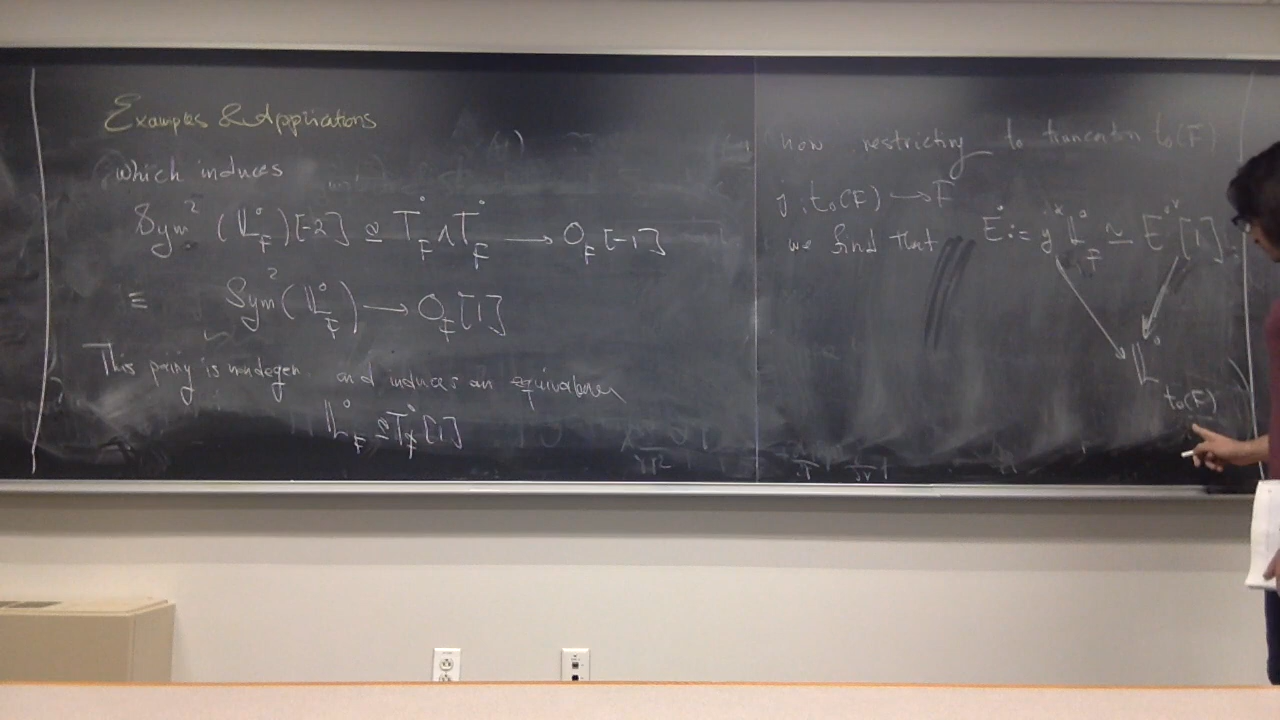 Examples & Applications
which induces
Sym² (𝕃•_F)[-2] ≃ T•_F ∧ T•_F ⟶ O_F[-1]
≡ Sym²(𝕃•_F) ⟶ O_F[1]
This pairing is nondegen. and induces an equivalence
𝕃•_F ≃ T•_F[1]
now restricting to truncation t₀(F)
j: t₀(F) ⟶ F
we find that E• := j* 𝕃•_F ≃ E•ᵛ[1]
𝕃•
t₀(F)